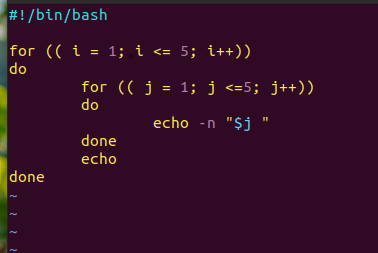 #!/bin/bash

for (( i = 1; i <= 5; i++))
do
        for (( j = 1; j <=5; j++))
        do
                echo -n "$j "
        done
        echo
done
~
~
~
~